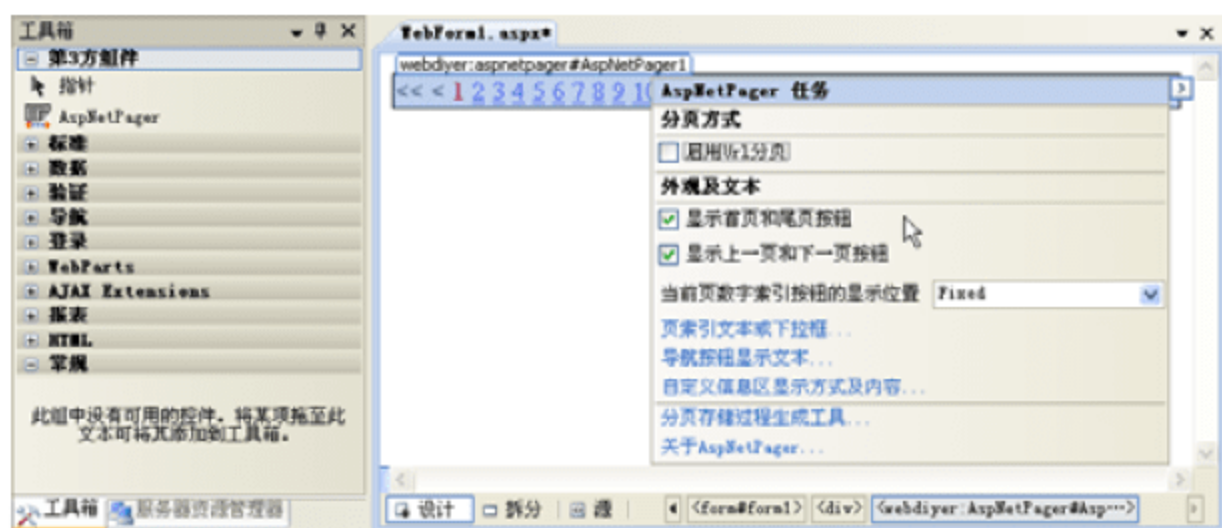 工具箱
第3方组件
指针
AspNetPager
标准
数据
验证
导航
登录
WebParts
AJAX Extensions
报表
HTML
常规
此组中没有可用的控件。将某项拖至此
文本可将其添加到工具箱。
工具箱 服务器资源管理器
WebForm1.aspx*
webdiyer:aspnetpager#AspNetPager1
<< < 1 2 3 4 5 6 7 8 9 10
AspNetPager 任务
分页方式
启用Url分页
外观及文本
显示首页和尾页按钮
显示上一页和下一页按钮
当前页数字索引按钮的显示位置 Fixed
页索引文本或下拉框...
导航按钮显示文本...
自定义信息区显示方式及内容...
分页存储过程生成工具...
关于AspNetPager...
设计 拆分 源 <form#form1> <div> <webdiyer:AspNetPager#Asp...>